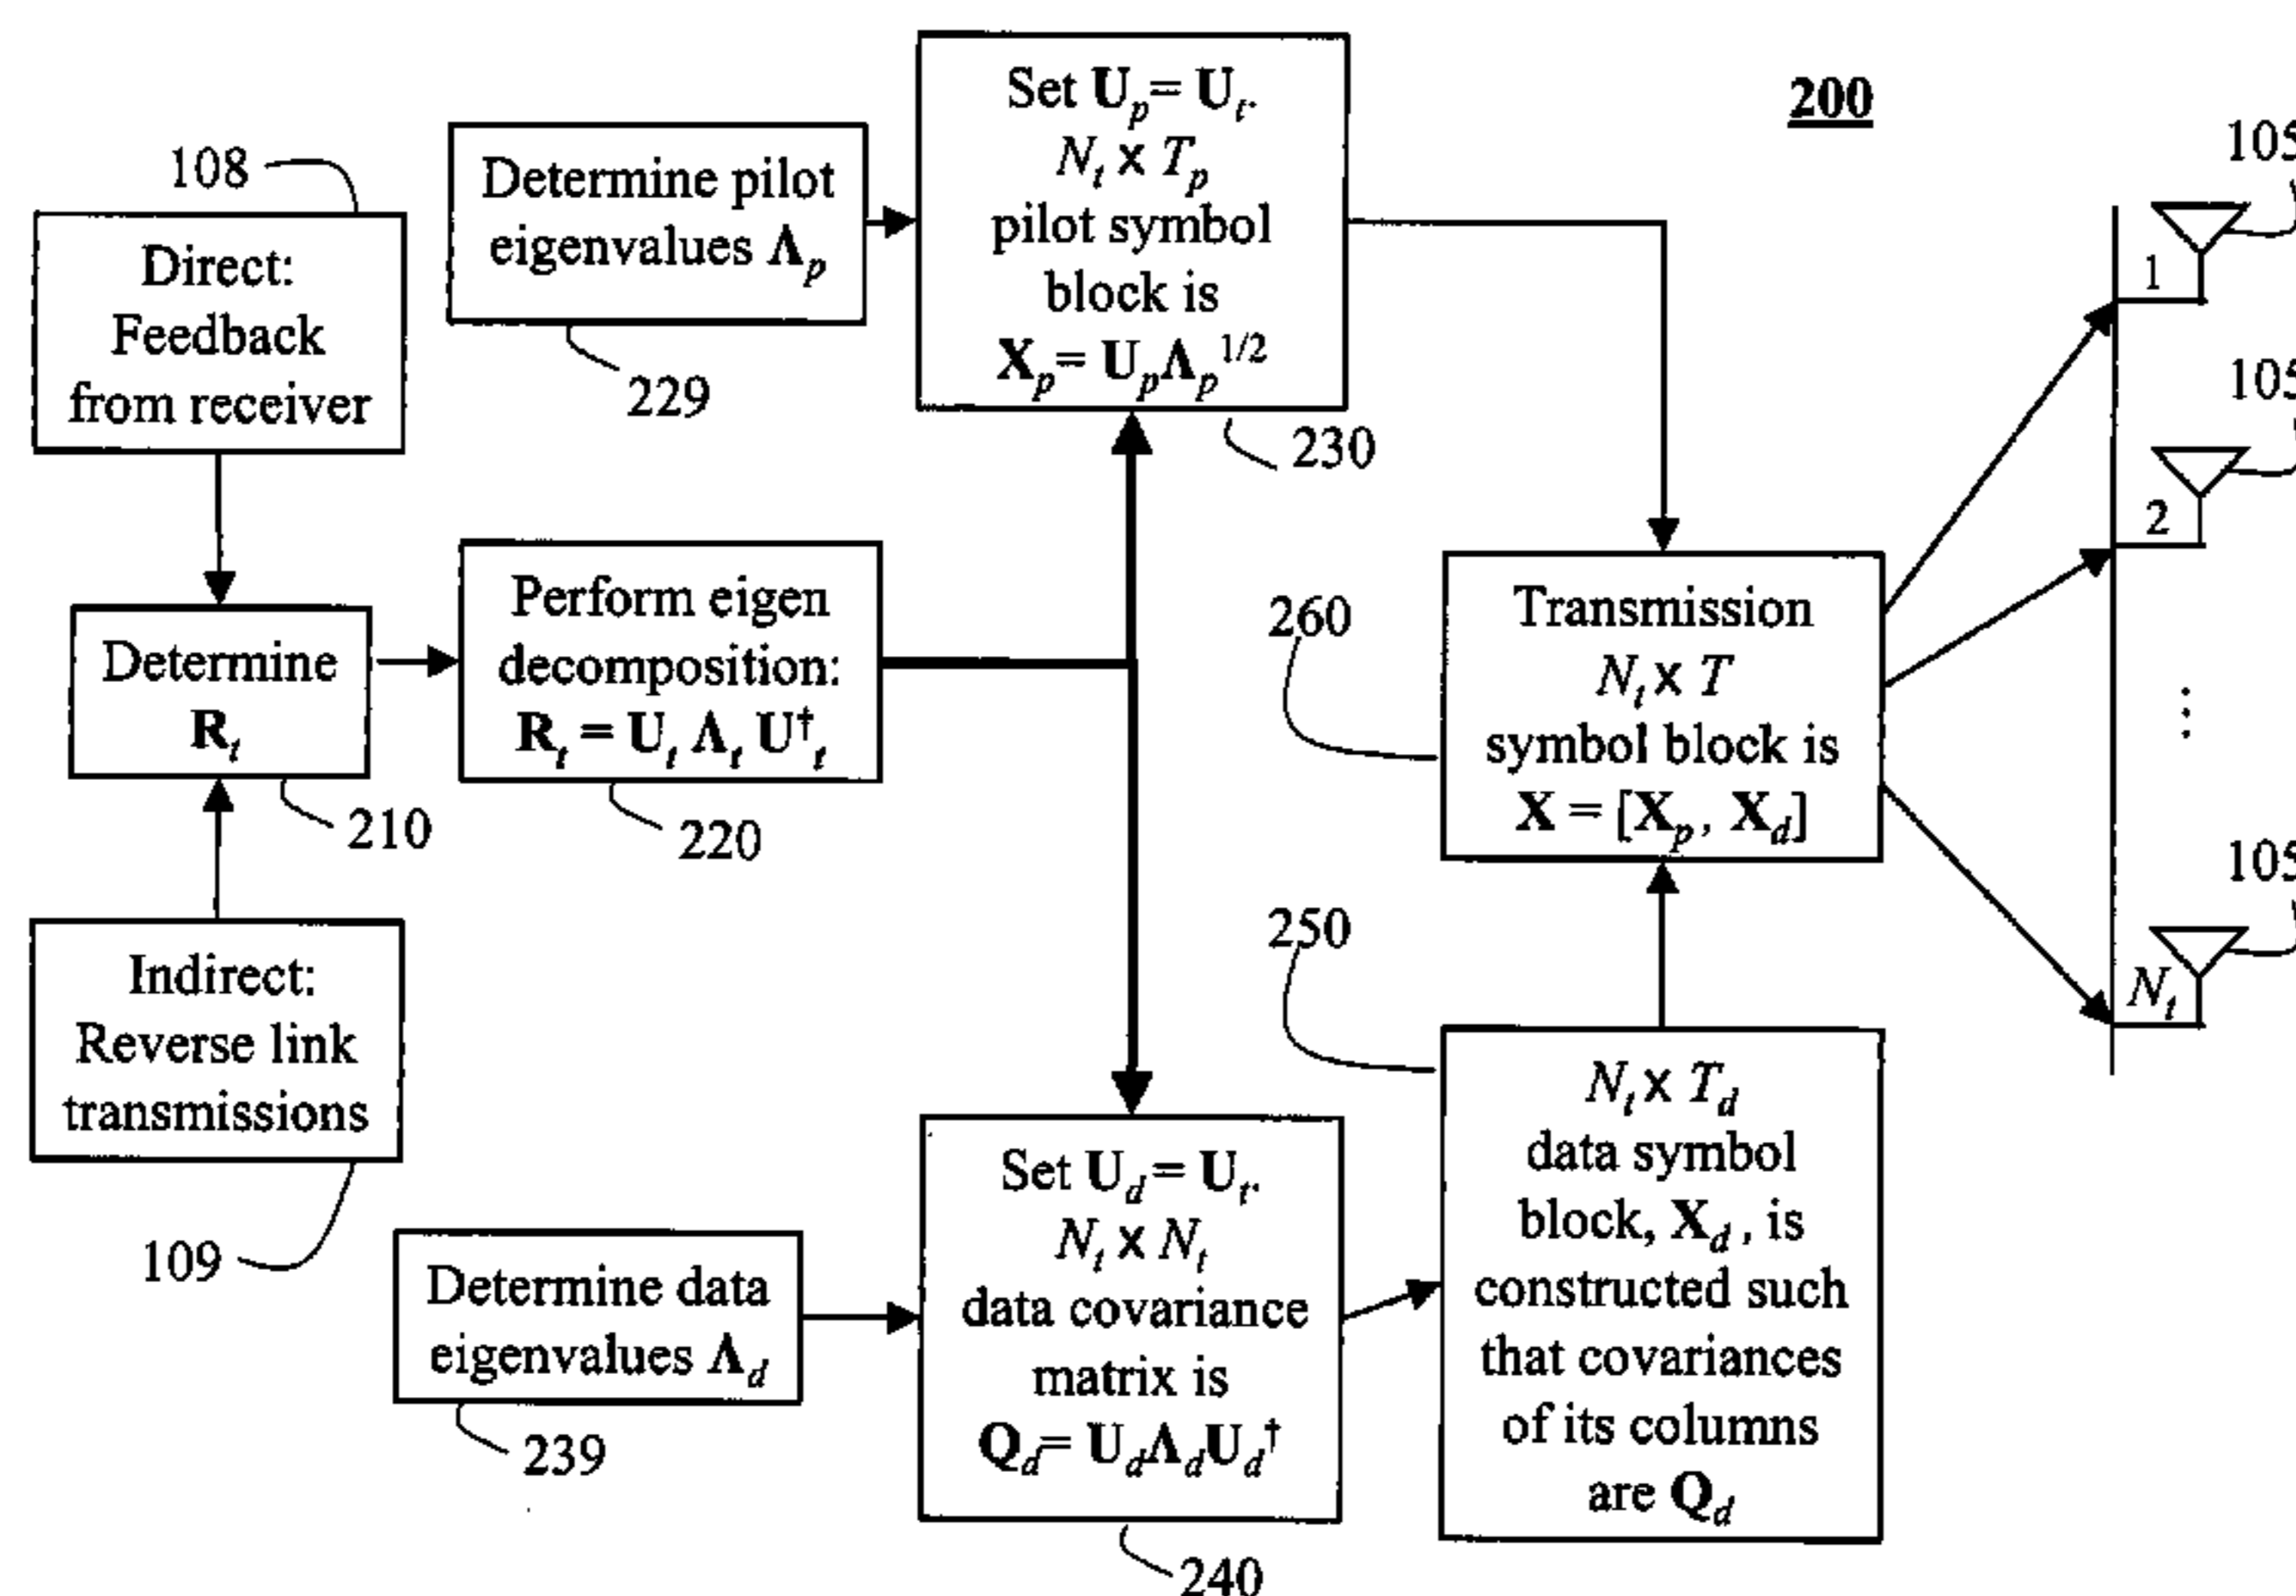 200
108
Direct:
Feedback
from receiver
Determine pilot
eigenvalues Λp
229
Set Up= Ut.
Nt x Tp
pilot symbol
block is
Xp= UpΛp1/2
230
Determine
Rt
210
Perform eigen
decomposition:
Rt = Ut Λt U†t
220
Indirect:
Reverse link
transmissions
109
Determine data
eigenvalues Λd
239
Set Ud= Ut.
Nt x Nt
data covariance
matrix is
Qd= UdΛdUd†
240
250
Nt x Td
data symbol
block, Xd, is
constructed such
that covariances
of its columns
are Qd
260
Transmission
Nt x T
symbol block is
X = [Xp, Xd]
105
1
105
2
⋮
105
Nt